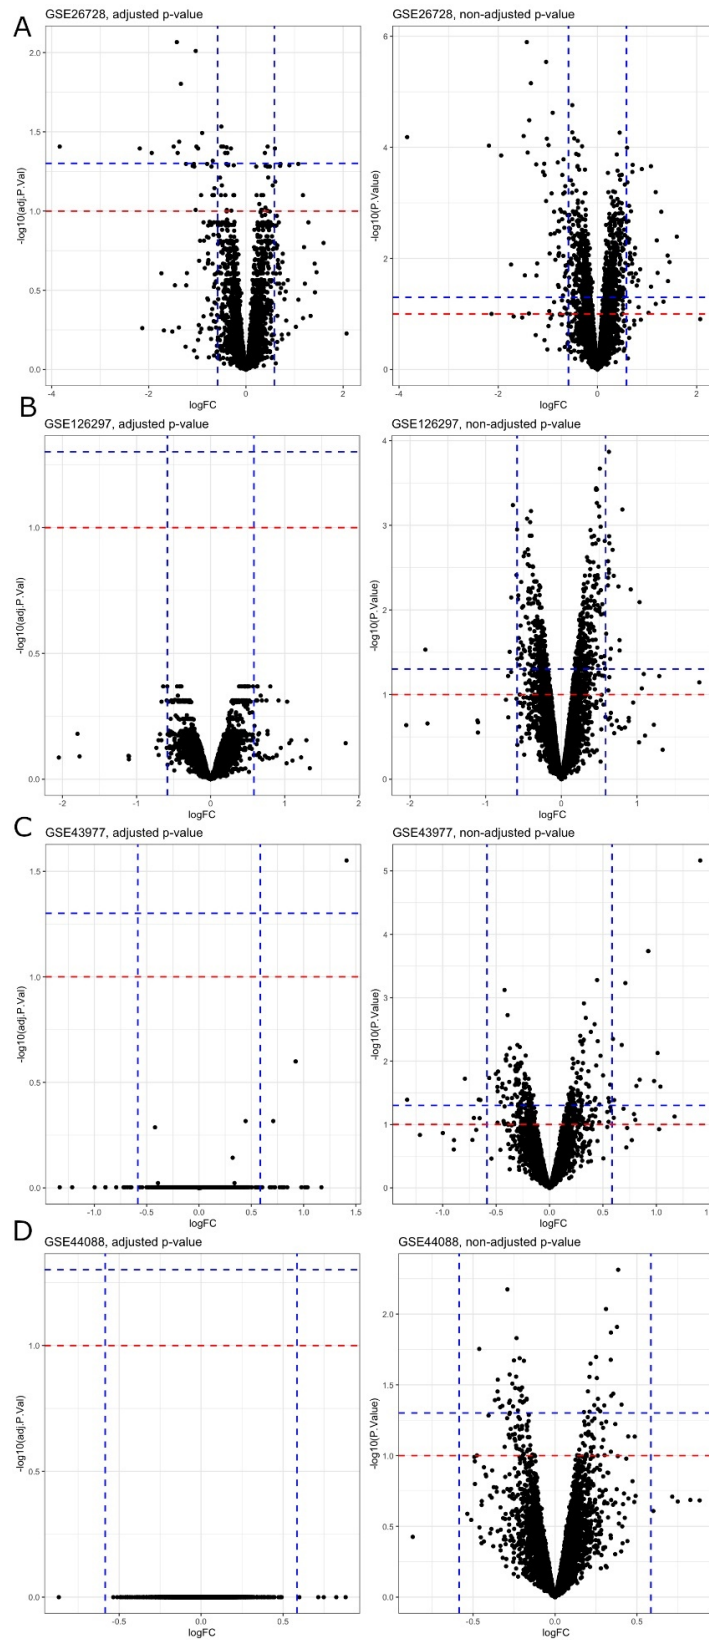 A
GSE26728, adjusted p-value
GSE26728, non-adjusted p-value
-log10(adj.P.Val)
2.0
1.5
1.0
0.5
0.0
-4
-2
0
2
logFC
-log10(P.Value)
6
4
2
0
-4
-2
0
2
logFC
B
GSE126297, adjusted p-value
GSE126297, non-adjusted p-value
-log10(adj.P.Val)
1.0
0.5
0.0
-2
-1
0
1
2
logFC
-log10(P.Value)
4
3
2
1
0
-2
-1
0
1
logFC
C
GSE43977, adjusted p-value
GSE43977, non-adjusted p-value
-log10(adj.P.Val)
1.5
1.0
0.5
0.0
-1.0
-0.5
0.0
0.5
1.0
1.5
logFC
-log10(P.Value)
5
4
3
2
1
0
-1.0
-0.5
0.0
0.5
1.0
logFC
D
GSE44088, adjusted p-value
GSE44088, non-adjusted p-value
-log10(adj.P.Val)
1.0
0.5
0.0
-0.5
0.0
0.5
logFC
-log10(P.Value)
2.0
1.5
1.0
0.5
0.0
-0.5
0.0
0.5
logFC